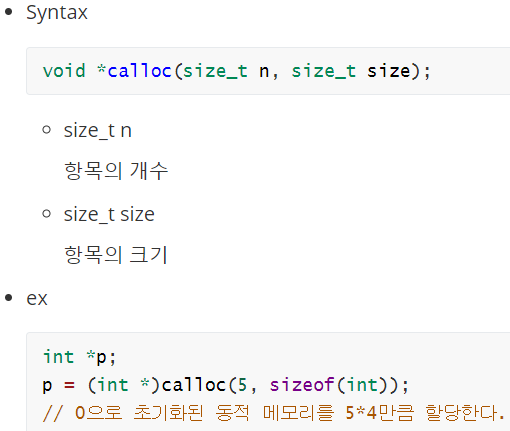 Syntax
void *calloc(size_t n, size_t size);
size_t n
항목의 개수
size_t size
항목의 크기
ex
int *p;
p = (int *)calloc(5, sizeof(int));
// 0으로 초기화된 동적 메모리를 5*4만큼 할당한다.